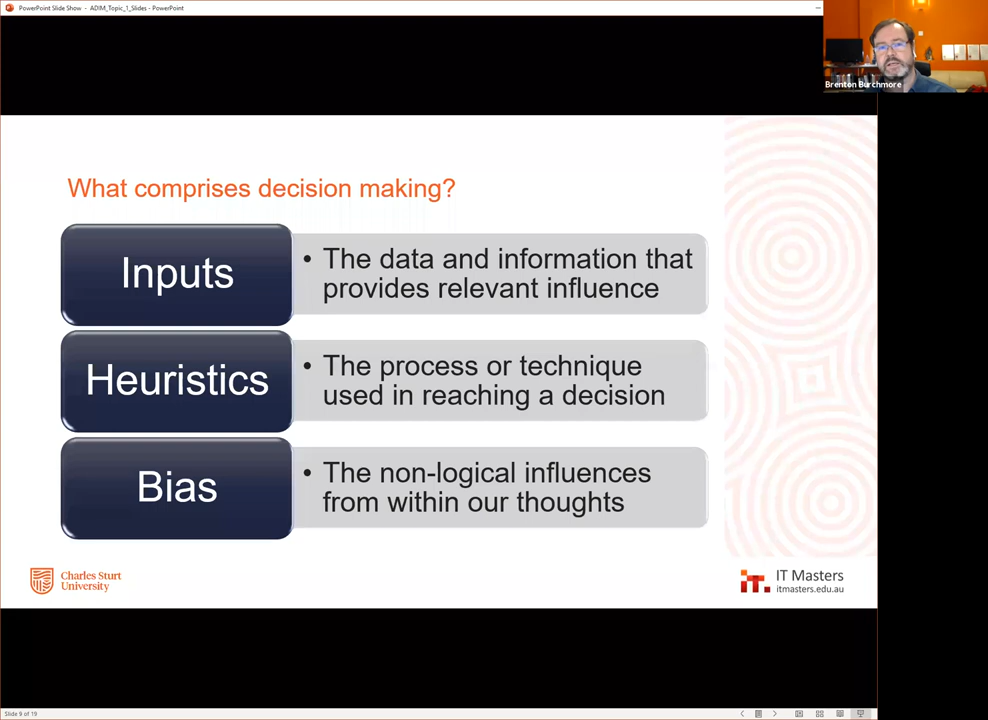 PowerPoint Slide Show - ADIM_Topic_1_Slides - PowerPoint
Brenton Burchmore
What comprises decision making?
Inputs
• The data and information that
provides relevant influence
Heuristics
• The process or technique
used in reaching a decision
Bias
• The non-logical influences
from within our thoughts
Charles Sturt
University
iT.
IT Masters
itmasters.edu.au
Slide 9 of 19